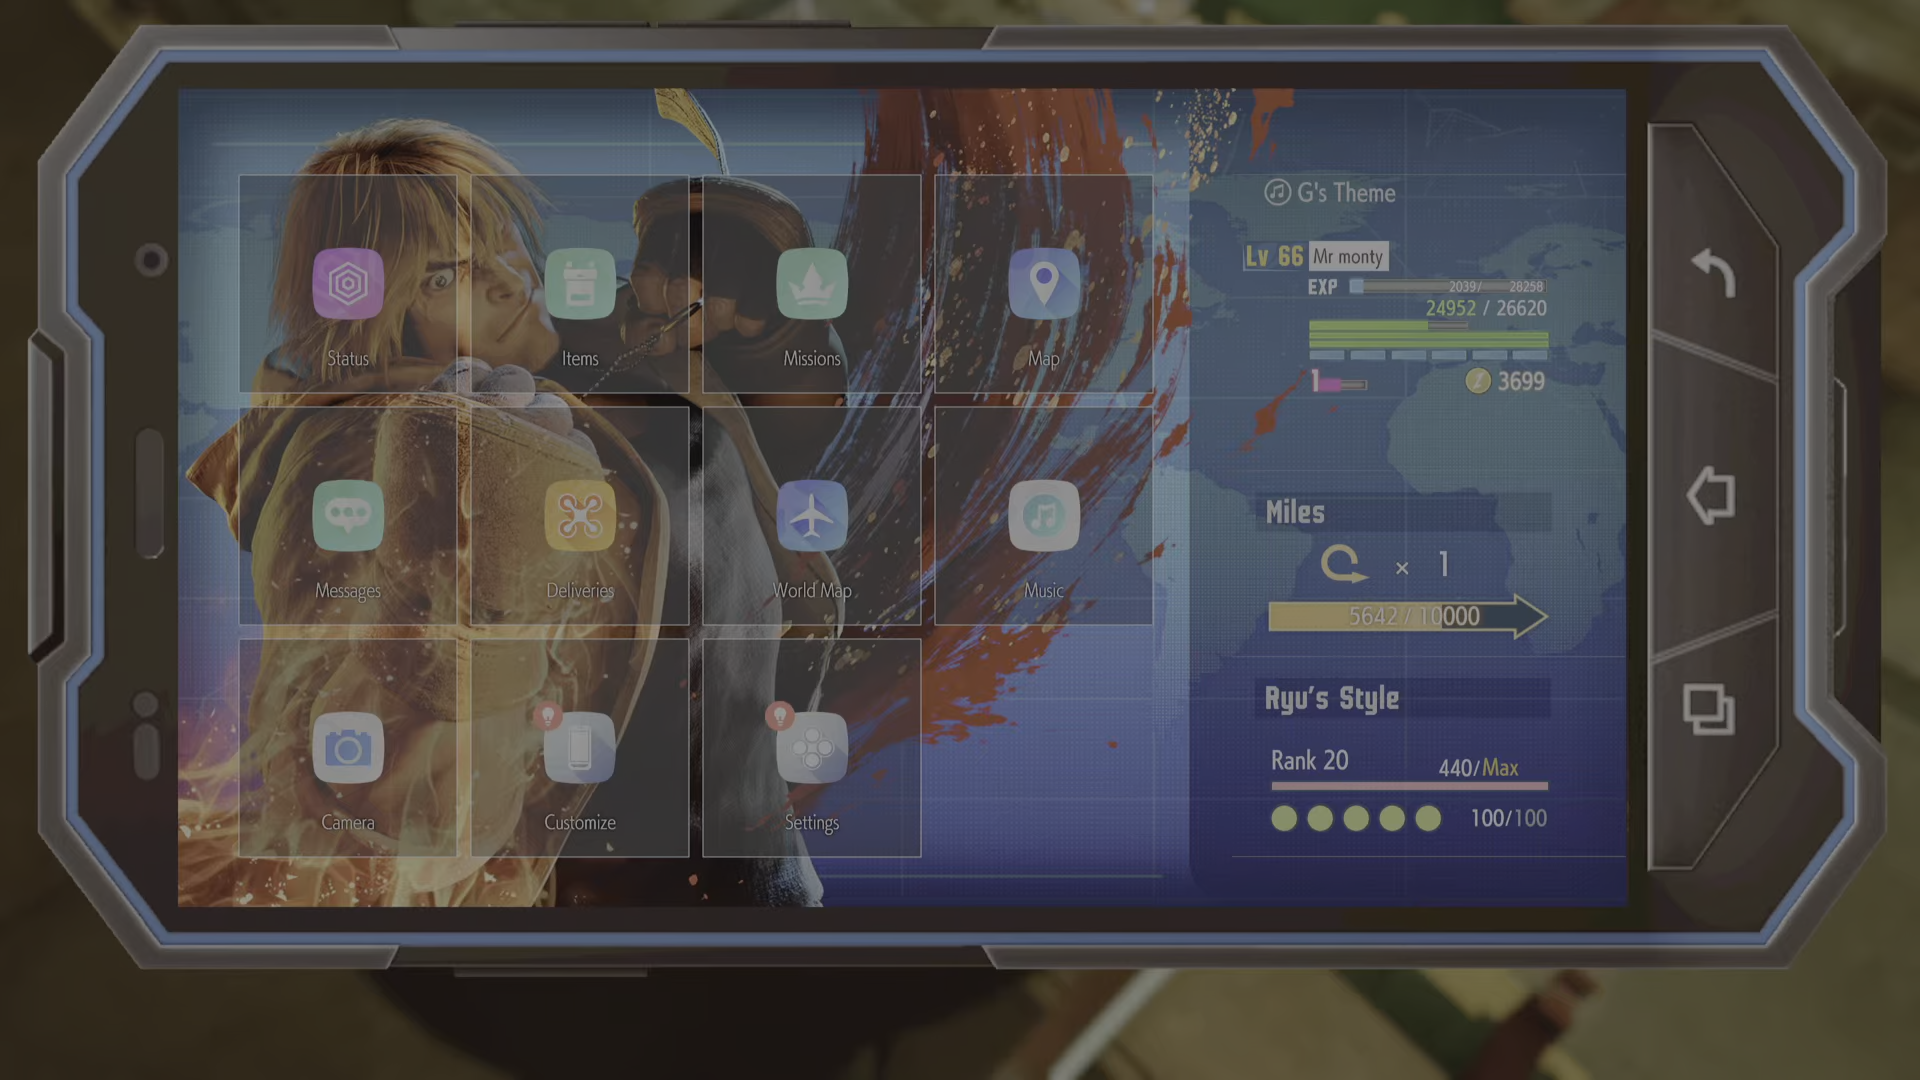 Status
Items
Missions
Map
Messages
Deliveries
World Map
Music
Camera
Customize
Settings
G's Theme
Lv 66 Mr monty
EXP 2039/ 28258
24952 / 26620
1
3699
Miles
× 1
5642 / 10000
Ryu's Style
Rank 20
440/Max
100/100